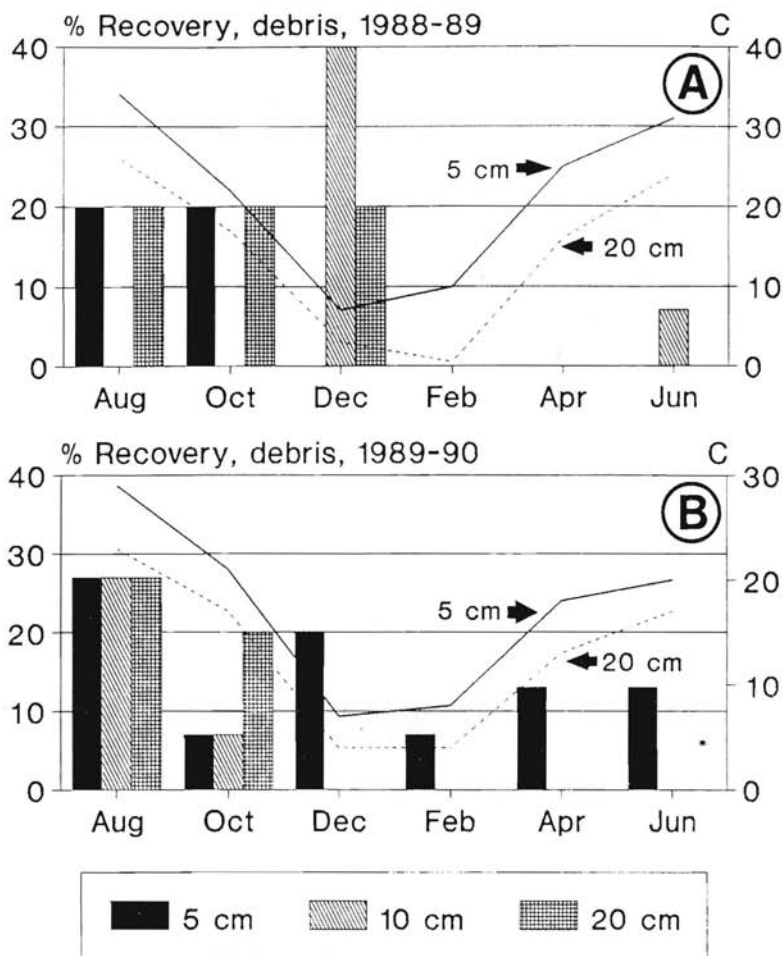 % Recovery, debris, 1988-89 C
40 40
A
30 30
5 cm
20 20
20 cm
10 10
0 0
Aug Oct Dec Feb Apr Jun
% Recovery, debris, 1989-90 C
40 30
B
30
20
5 cm
20
20 cm
10
10
0 0
Aug Oct Dec Feb Apr Jun
5 cm 10 cm 20 cm